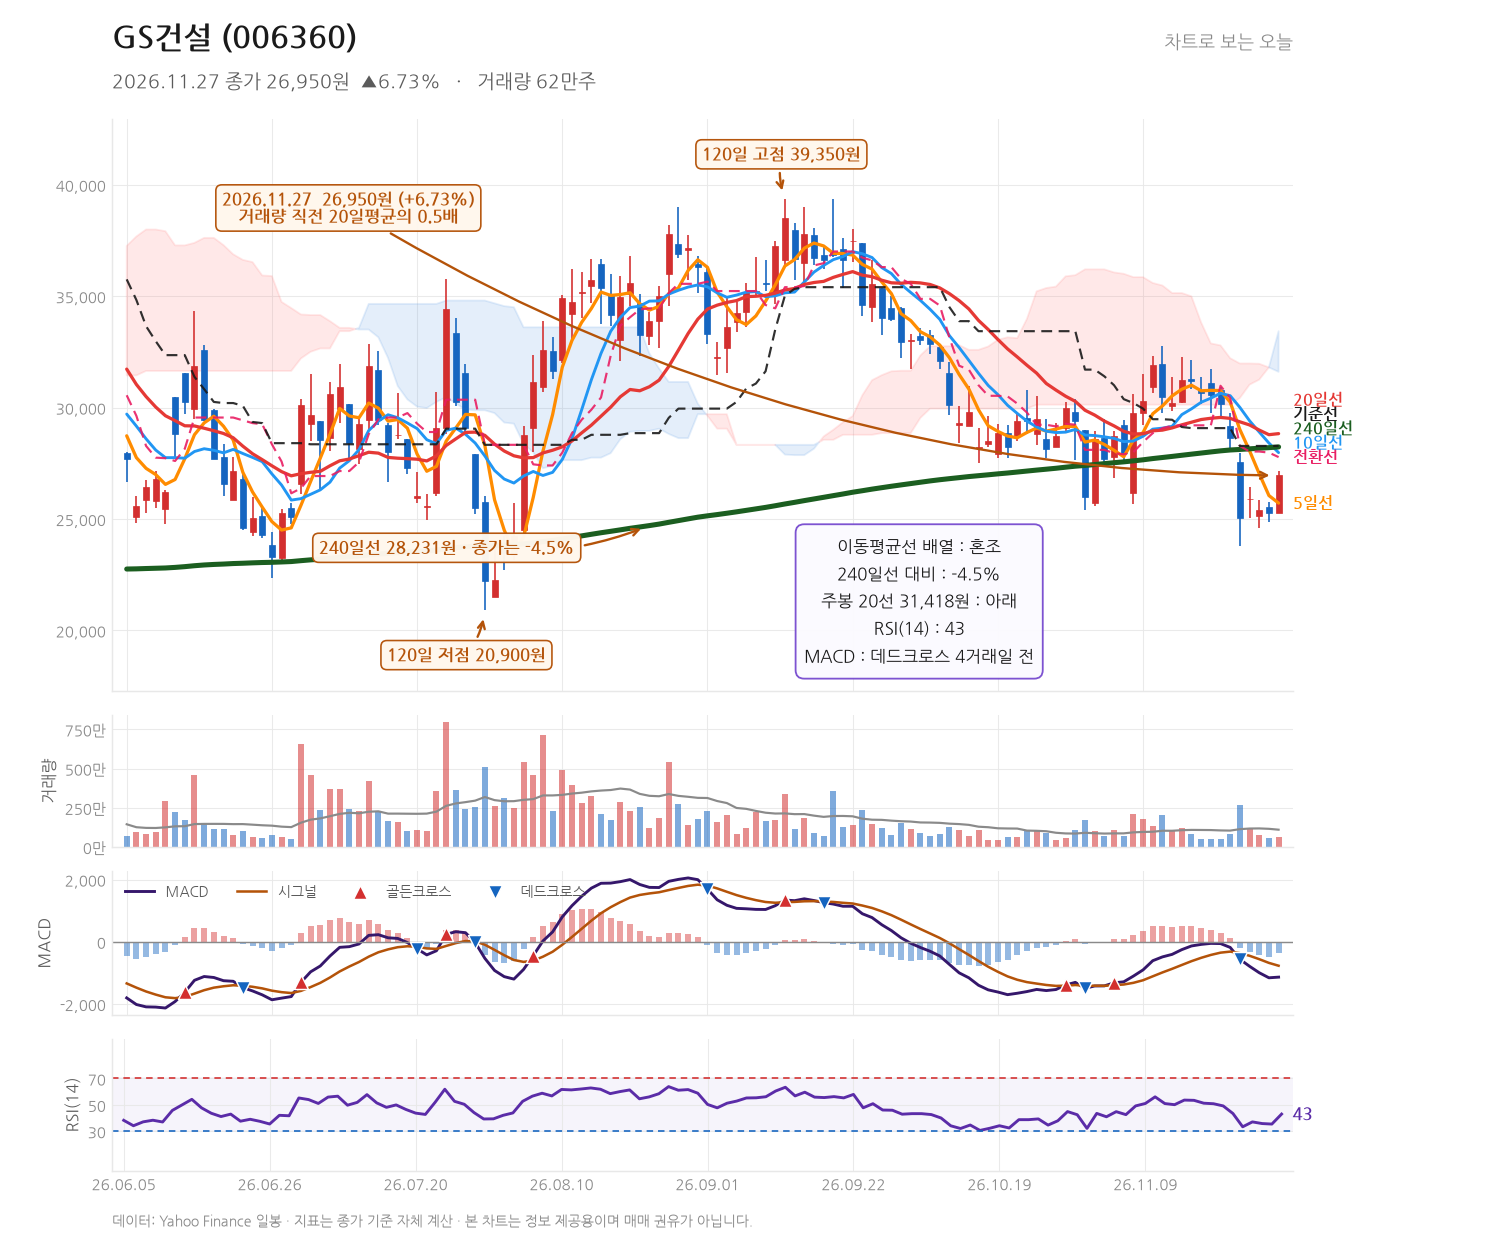 GS건설 (006360)
차트로 보는 오늘
2026.11.27 종가 26,950원 ▲6.73% · 거래량 62만주
120일 고점 39,350원
2026.11.27 26,950원 (+6.73%)
거래량 직전 20일평균의 0.5배
40,000
35,000
30,000
25,000
20,000
20일선
기준선
240일선
10일선
전환선
5일선
240일선 28,231원 · 종가는 -4.5%
120일 저점 20,900원
이동평균선 배열 : 혼조
240일선 대비 : -4.5%
주봉 20선 31,418원 : 아래
RSI(14) : 43
MACD : 데드크로스 4거래일 전
거래량
750만
500만
250만
0만
MACD
2,000
0
-2,000
MACD 시그널 골든크로스 데드크로스
RSI(14)
70
50
30
43
26.06.05 26.06.26 26.07.20 26.08.10 26.09.01 26.09.22 26.10.19 26.11.09
데이터: Yahoo Finance 일봉 · 지표는 종가 기준 자체 계산 · 본 차트는 정보 제공용이며 매매 권유가 아닙니다.